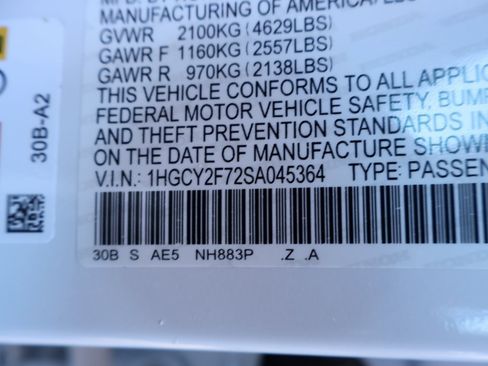 MANUFACTURING OF AMERICA, LLC
GVWR 2100KG (4629LBS)
GAWR F 1160KG (2557LBS)
GAWR R 970KG (2138LBS)
THIS VEHICLE CONFORMS TO ALL APPLIC
FEDERAL MOTOR VEHICLE SAFETY, BUMP
AND THEFT PREVENTION STANDARDS IN
ON THE DATE OF MANUFACTURE SHOWN
V.I.N.: 1HGCY2F72SA045364 TYPE: PASSEN
30B S AE5 NH883P .Z .A
30B-A2